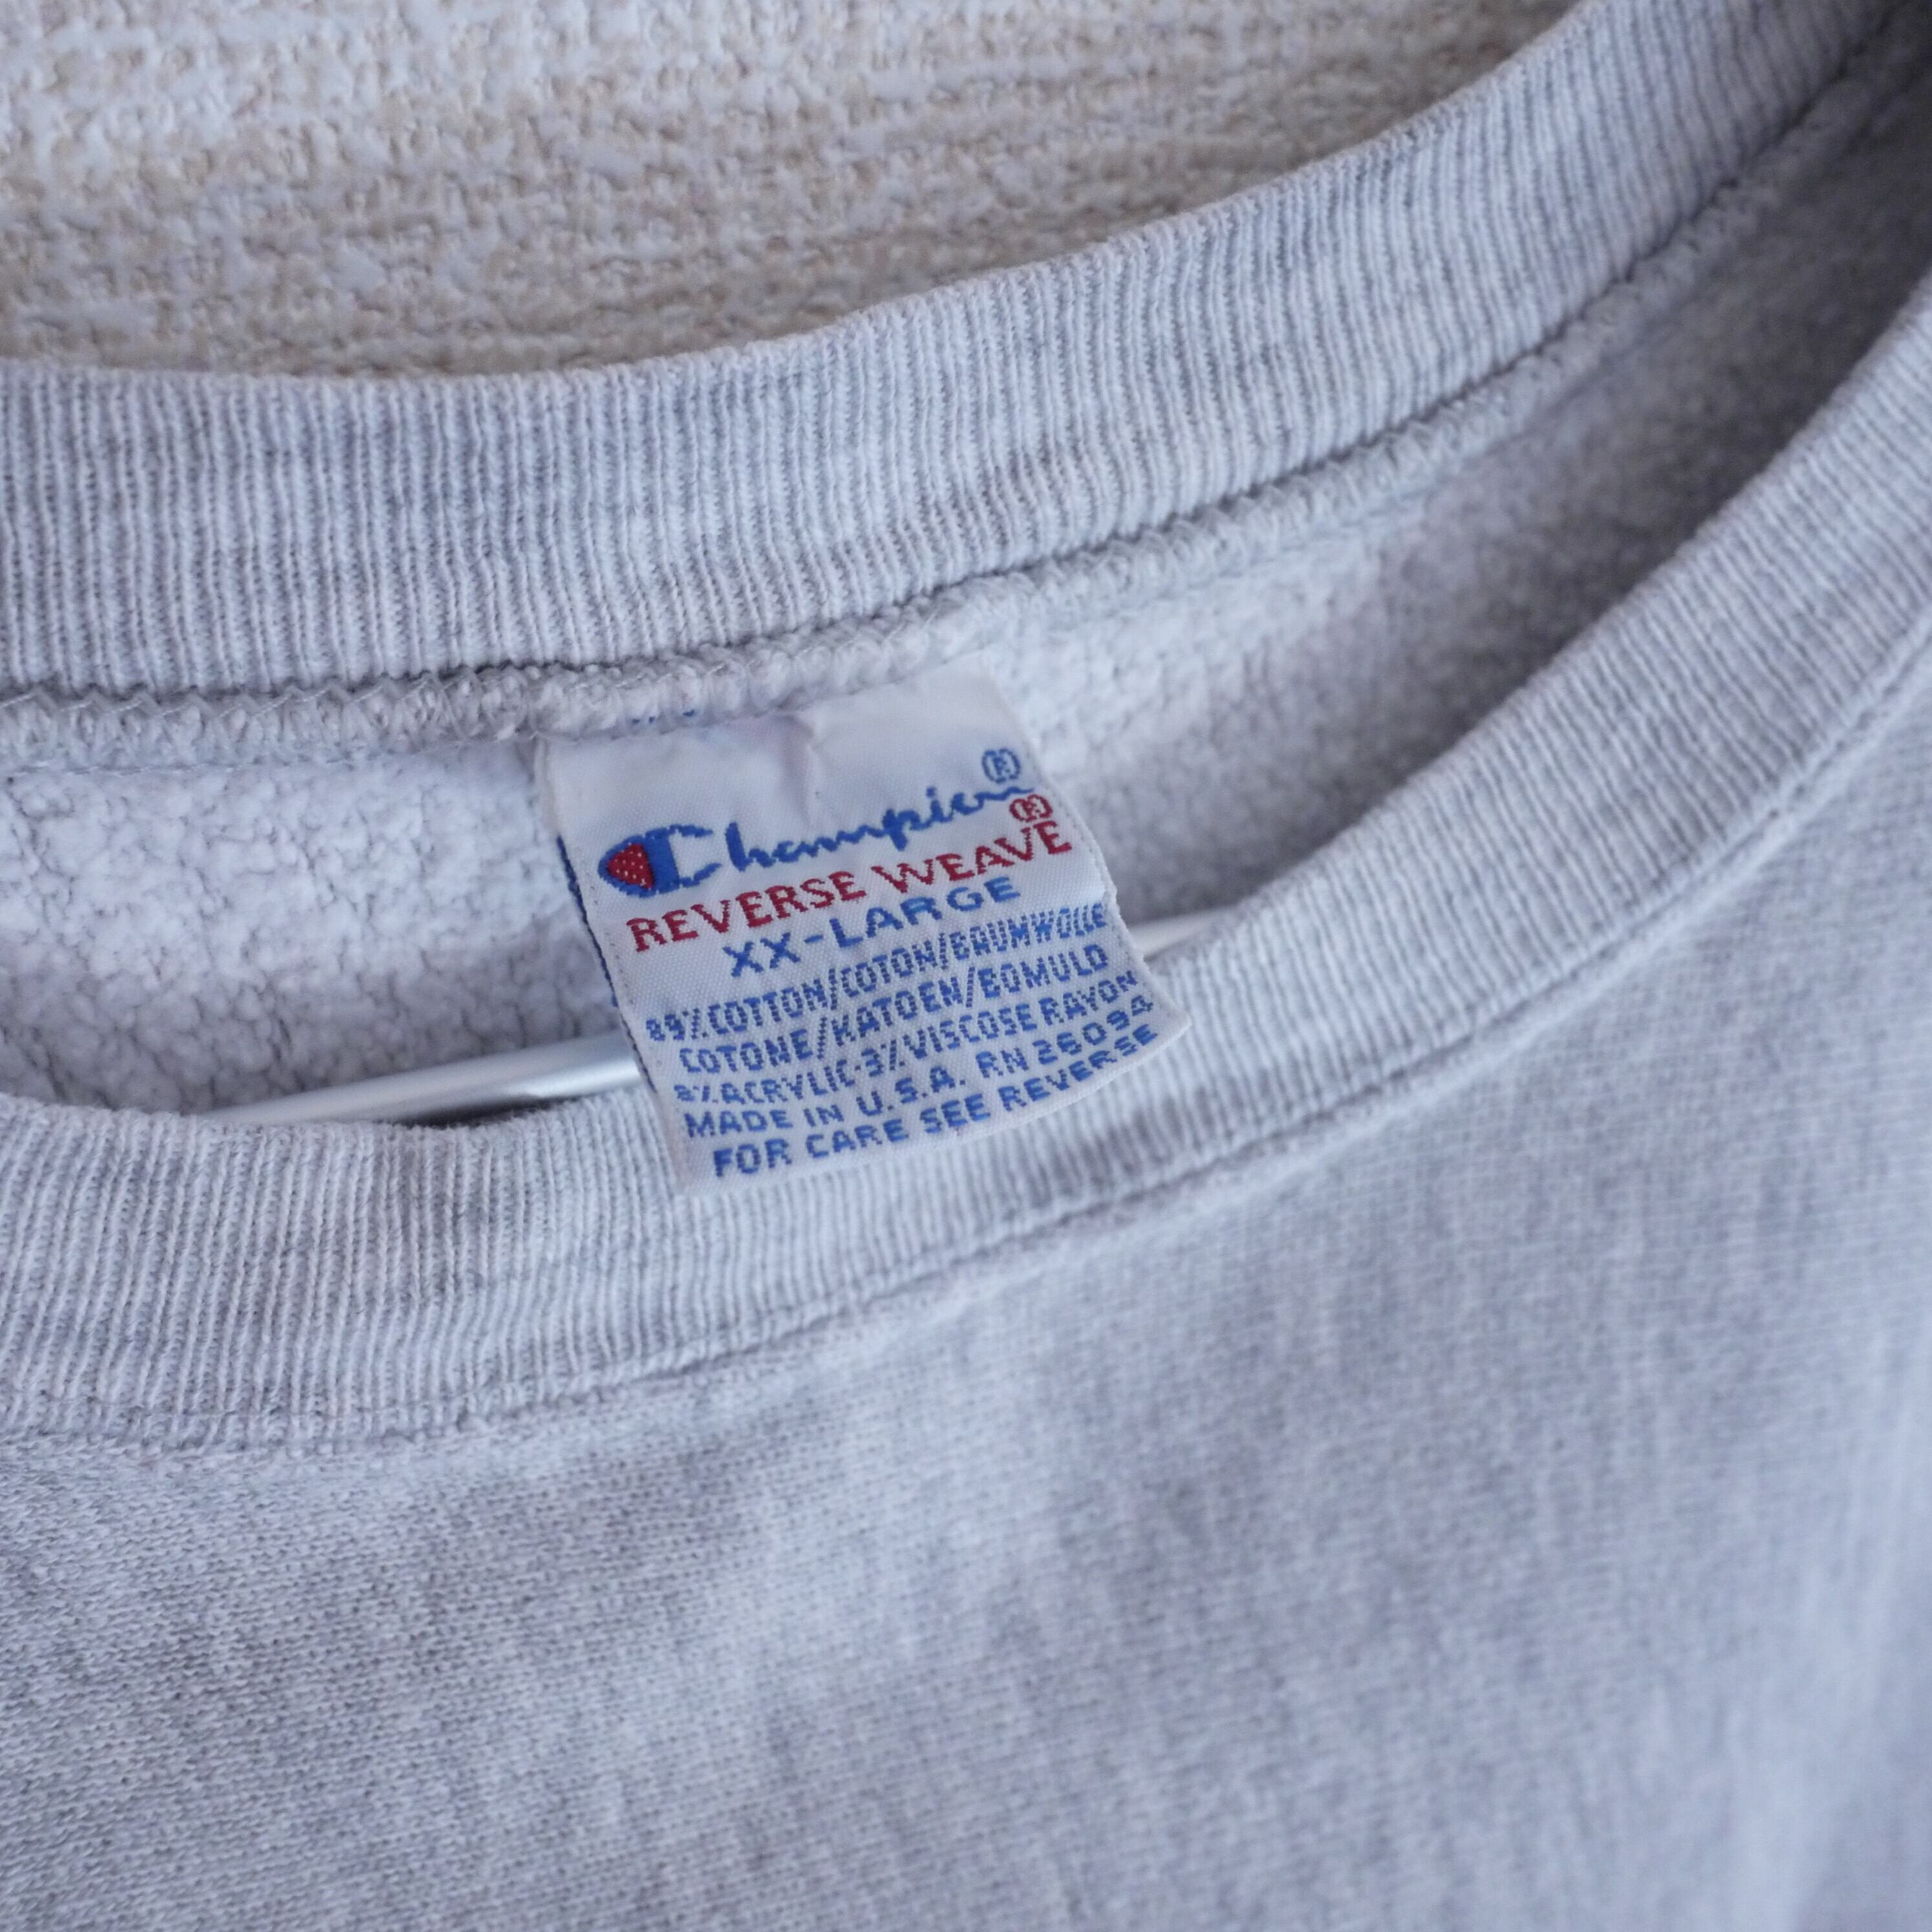 Champion®
REVERSE WEAVE®
XX-LARGE
89% COTTON/COTON/BAUMWOLLE
COTONE/KATOEN/BOMULD
8% ACRYLIC-3% VISCOSE RAYON
MADE IN U.S.A. RN 26094
FOR CARE SEE REVERSE